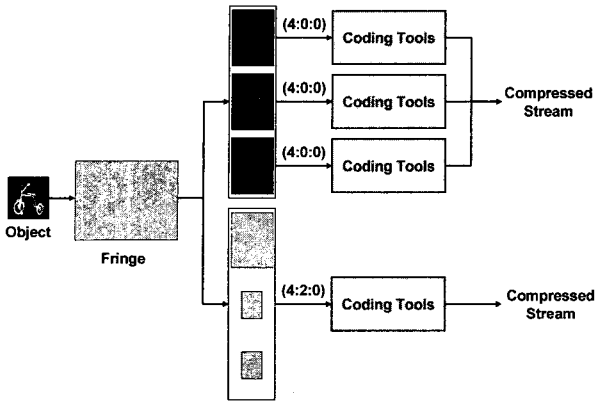 (4:0:0)
Coding Tools
(4:0:0)
Coding Tools
Compressed
Stream
(4:0:0)
Coding Tools
Object
Fringe
(4:2:0)
Coding Tools
Compressed
Stream